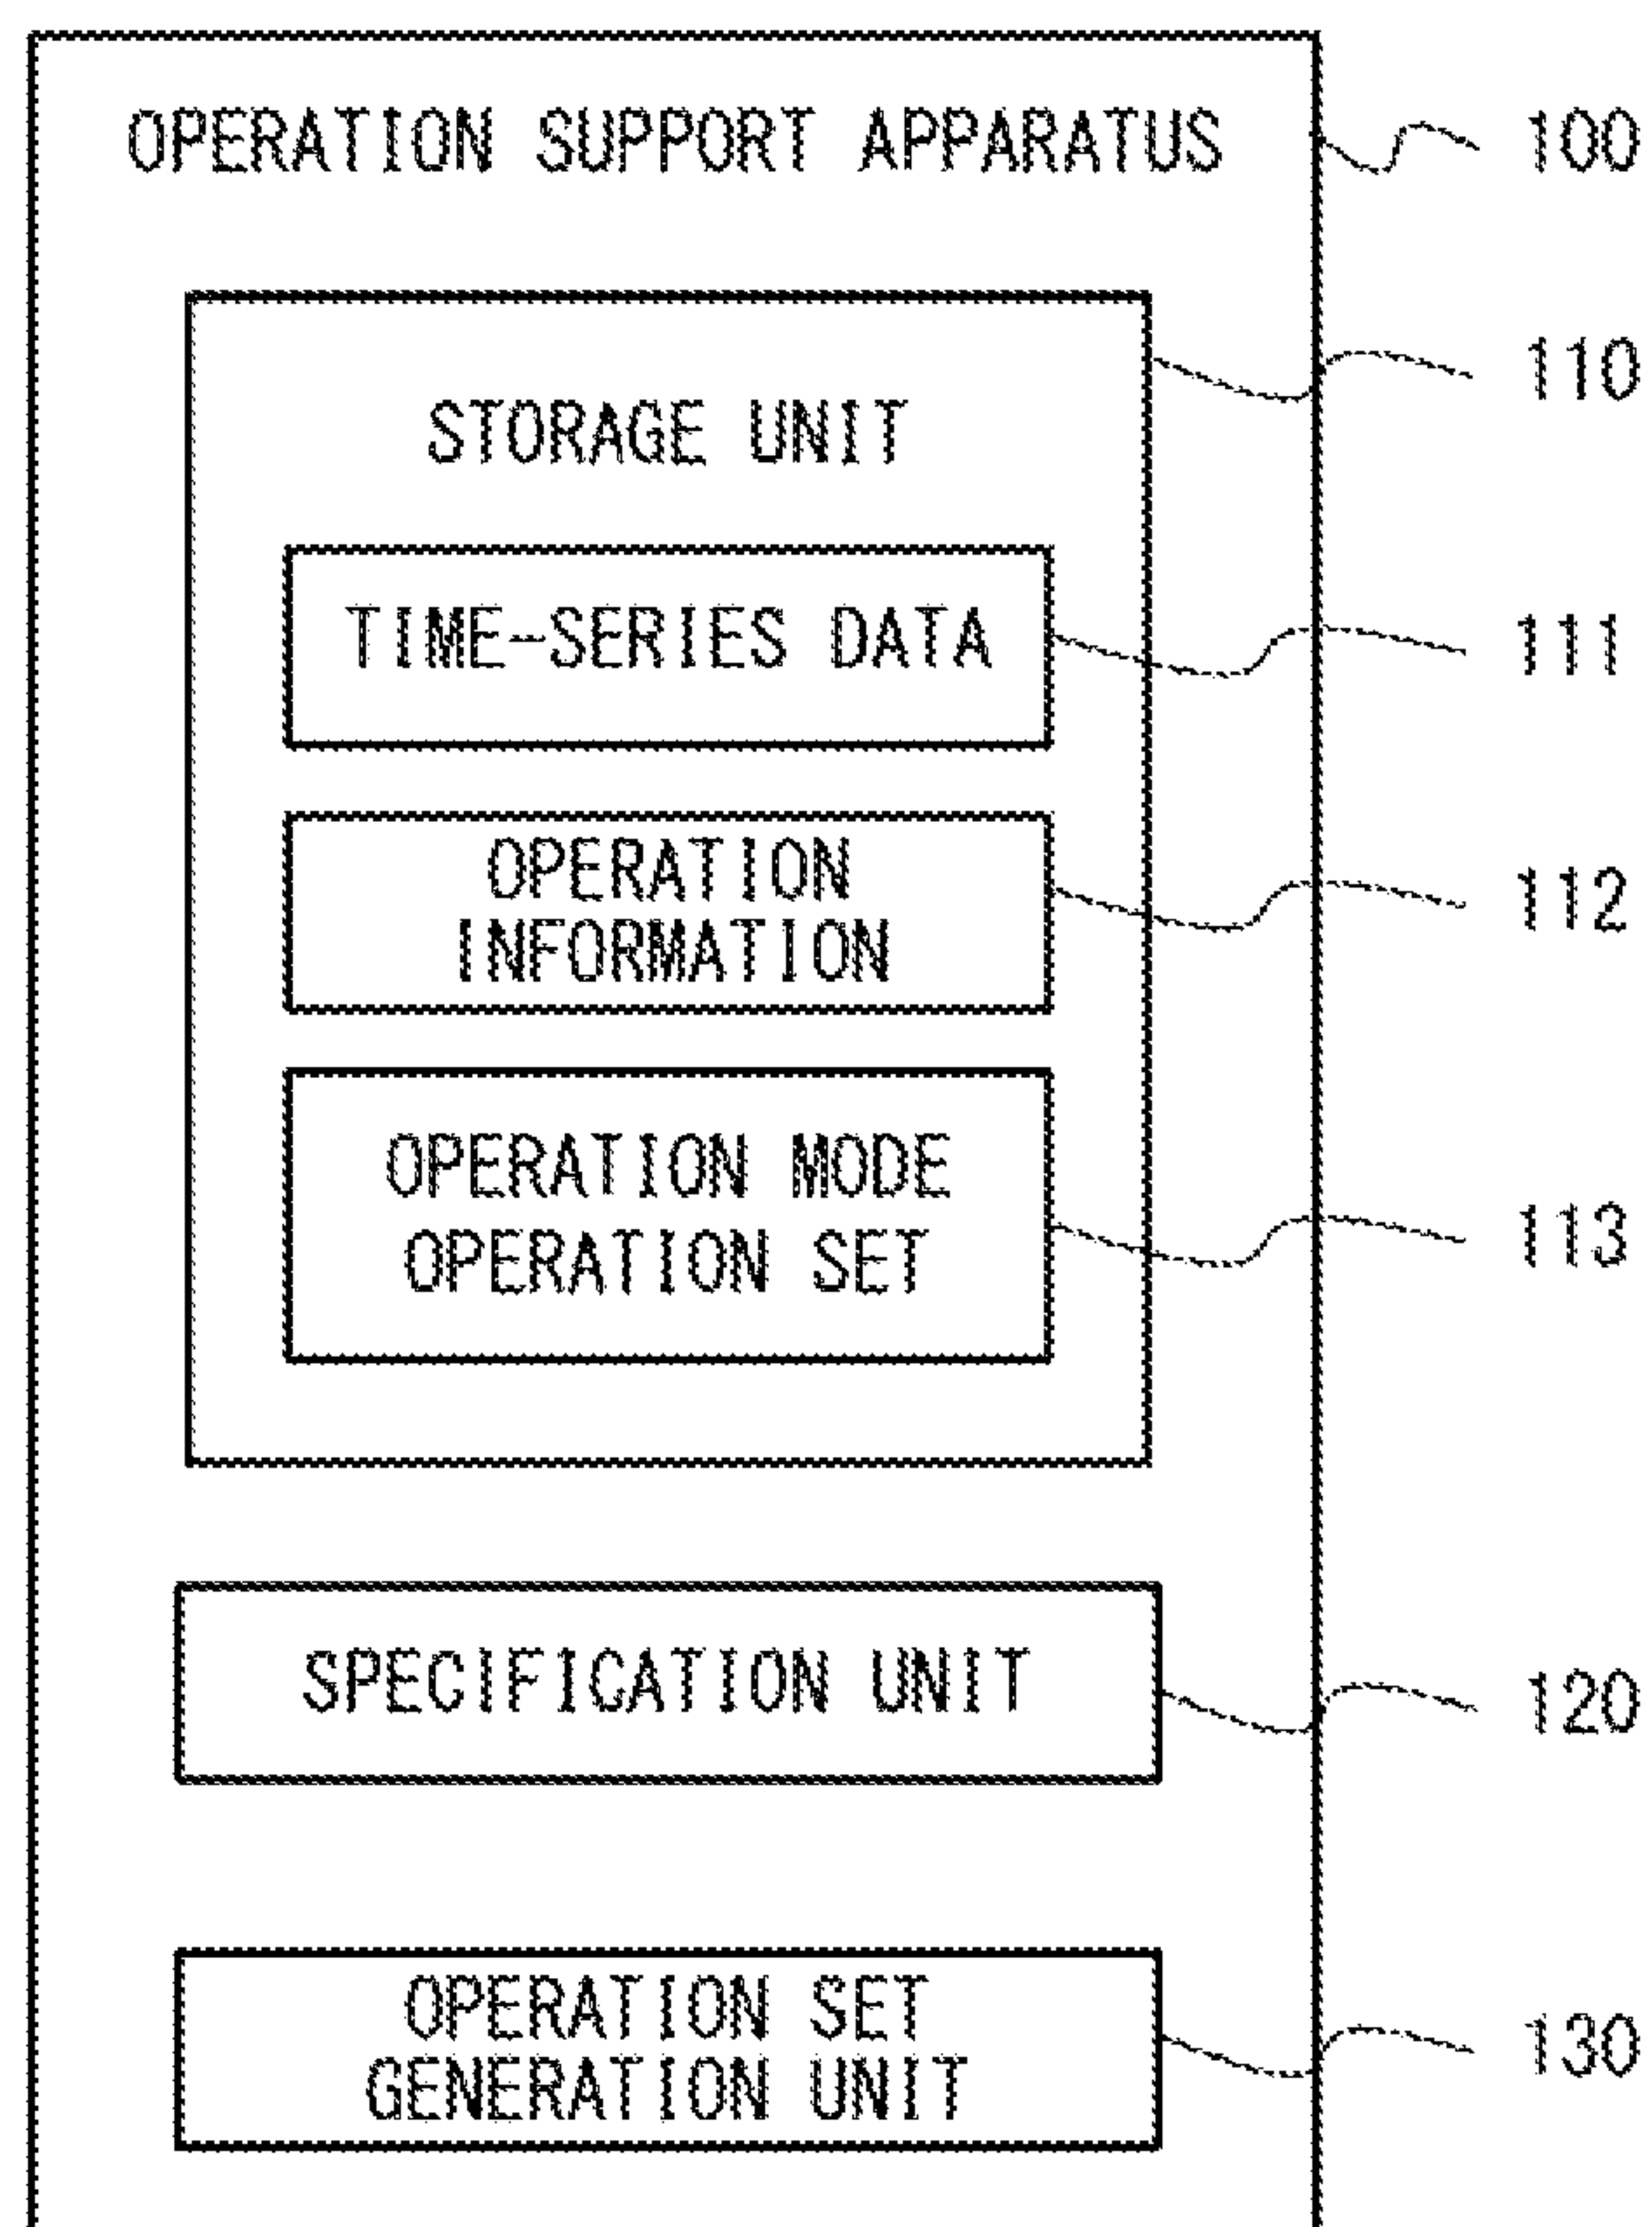 OPERATION SUPPORT APPARATUS 100
110
STORAGE UNIT
TIME-SERIES DATA 111
OPERATION 112
INFORMATION
OPERATION MODE
OPERATION SET 113
SPECIFICATION UNIT 120
OPERATION SET
GENERATION UNIT 130